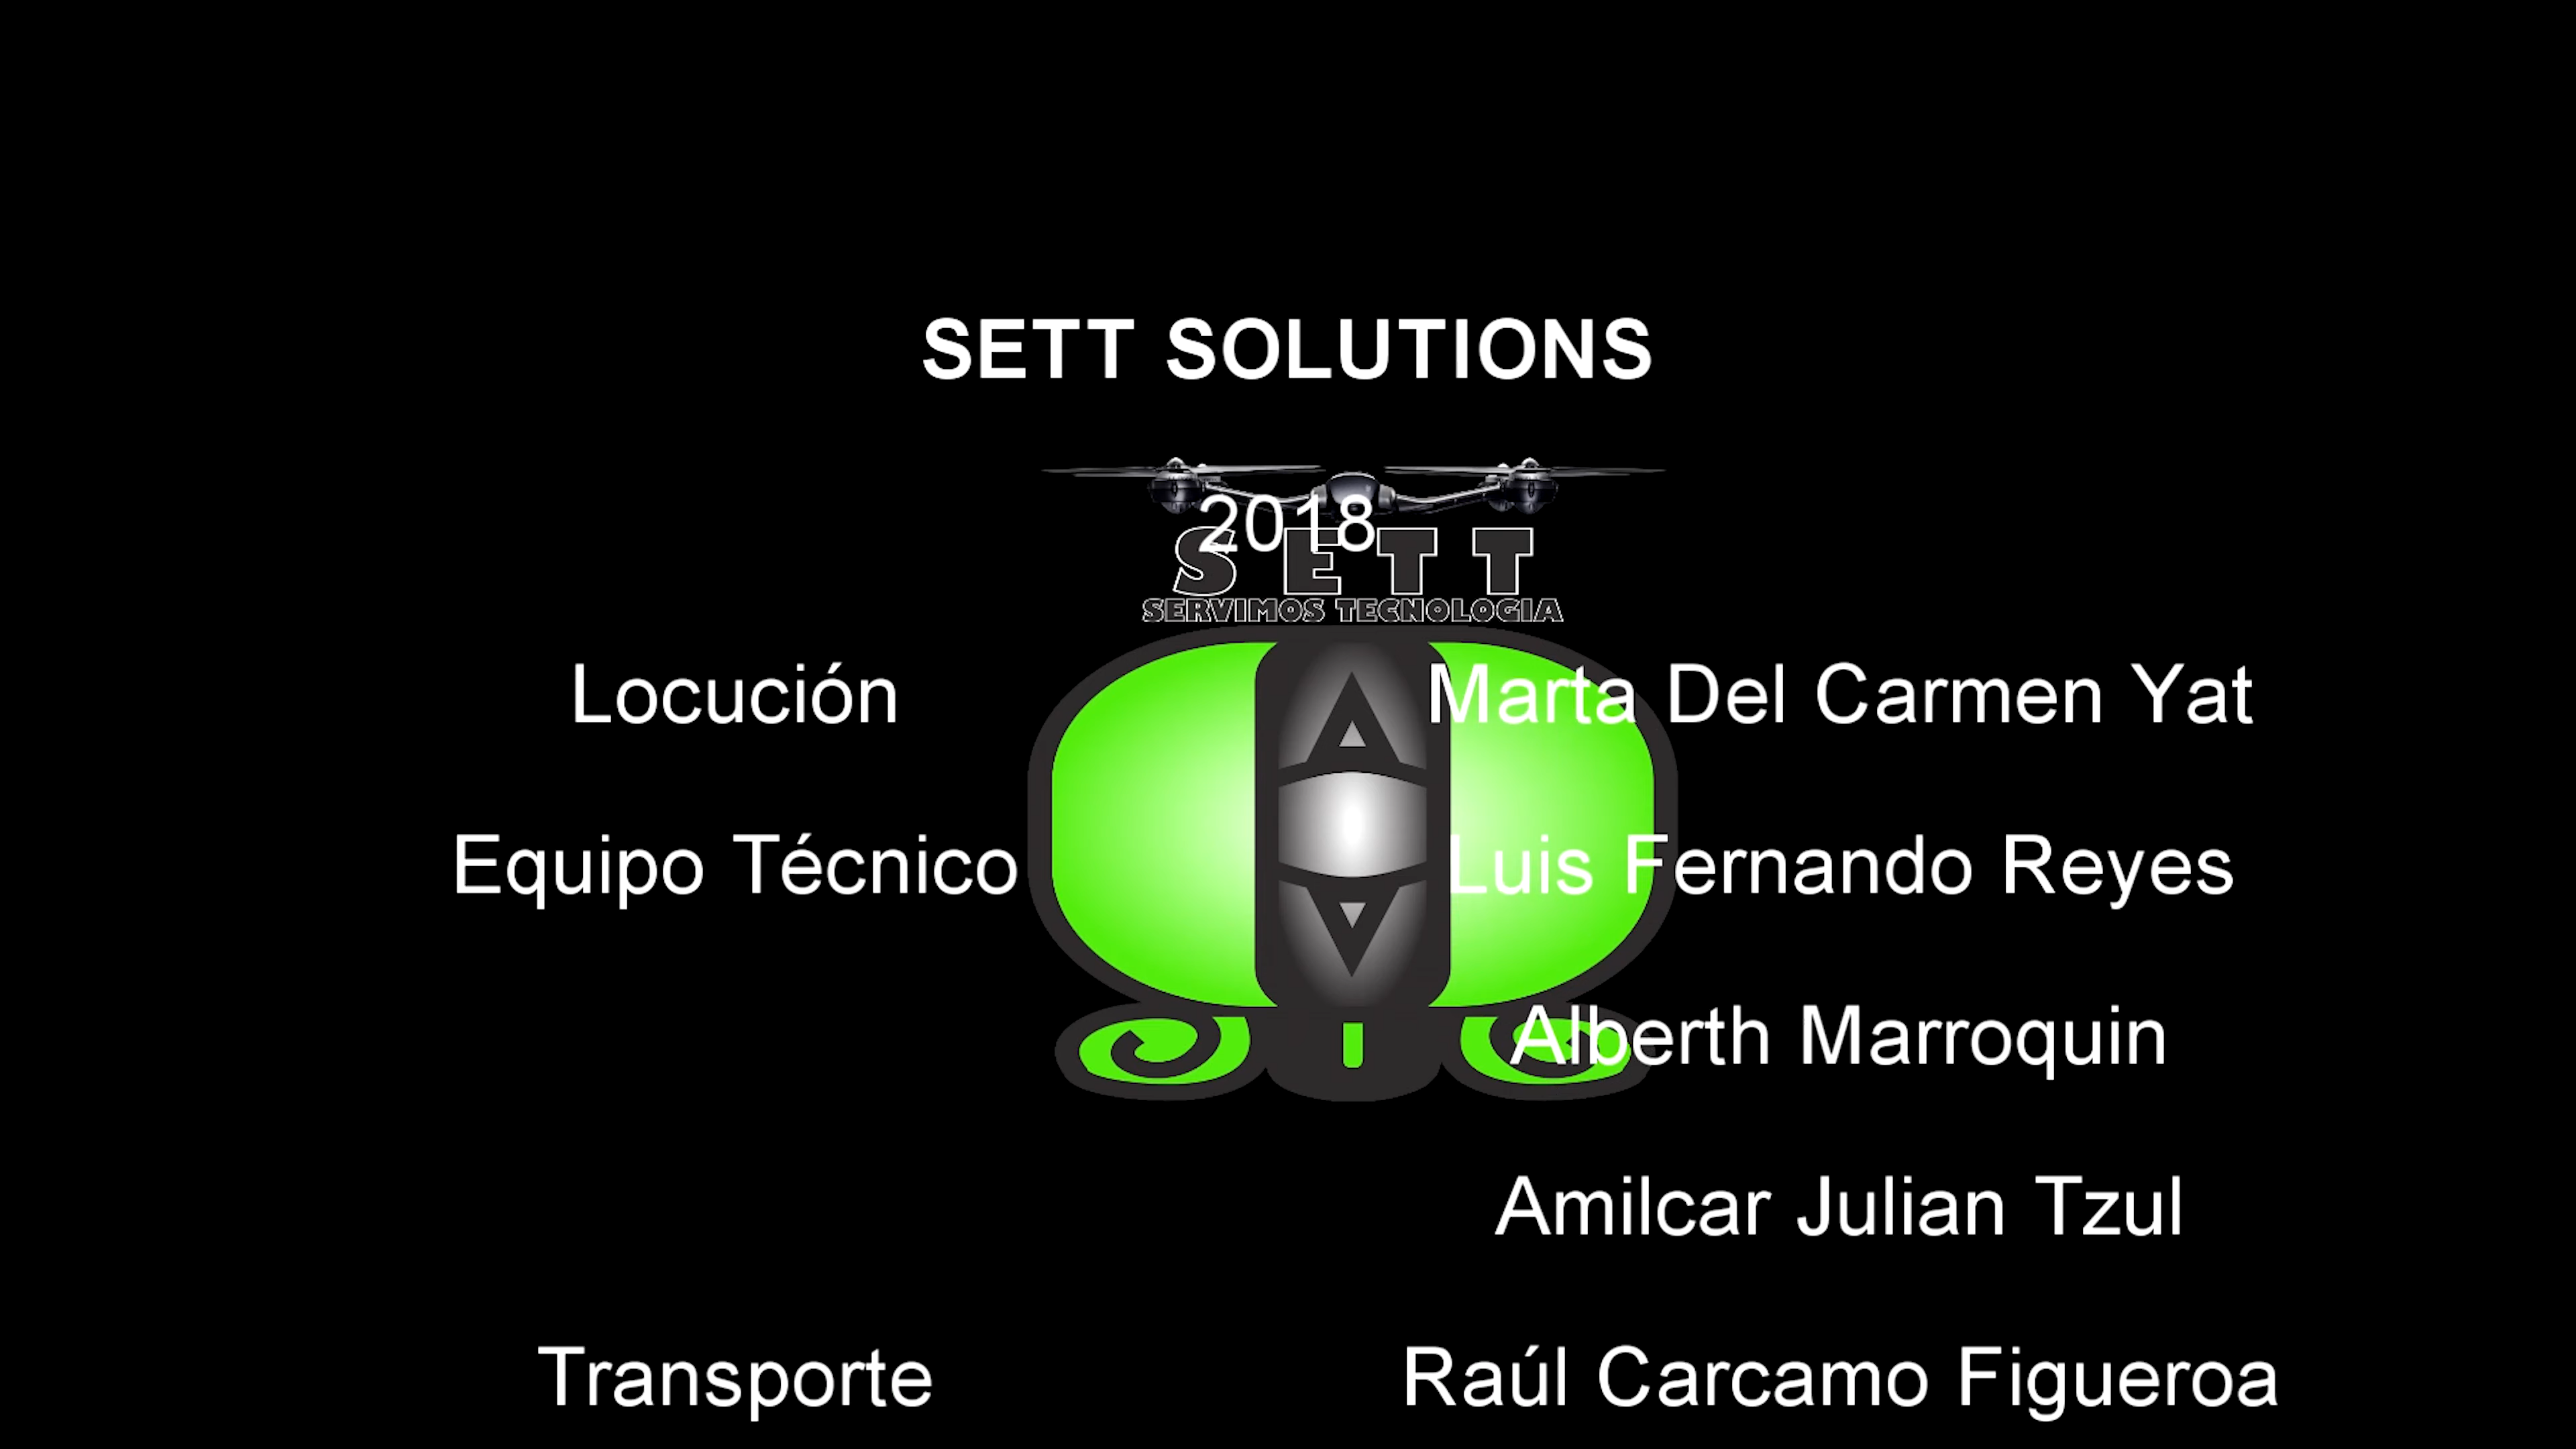 SETT SOLUTIONS
2018
SETT
SERVIMOS TECNOLOGIA
Locución Marta Del Carmen Yat
Equipo Técnico Luis Fernando Reyes
Alberth Marroquin
Amilcar Julian Tzul
Transporte Raúl Carcamo Figueroa